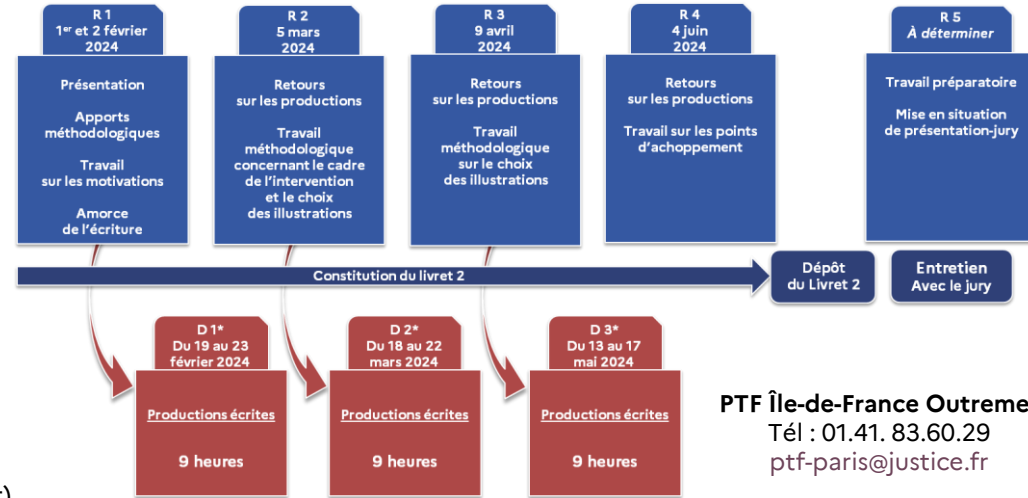 R 1
1er et 2 février
2024
Présentation
Apports
méthodologiques
Travail
sur les motivations
Amorce
de l'écriture
R 2
5 mars
2024
Retours
sur les productions
Travail
méthodologique
concernant le cadre
de l'intervention
et le choix
des illustrations
R 3
9 avril
2024
Retours
sur les productions
Travail
méthodologique
sur le choix
des illustrations
R 4
4 juin
2024
Retours
sur les productions
Travail sur les points
d'achoppement
R 5
À déterminer
Travail préparatoire
Mise en situation
de présentation-jury
Constitution du livret 2
Dépôt
du Livret 2
Entretien
Avec le jury
D 1*
Du 19 au 23
février 2024
Productions écrites
9 heures
D 2*
Du 18 au 22
mars 2024
Productions écrites
9 heures
D 3*
Du 13 au 17
mai 2024
Productions écrites
9 heures
PTF Île-de-France Outreme
Tél : 01.41. 83.60.29
ptf-paris@justice.fr